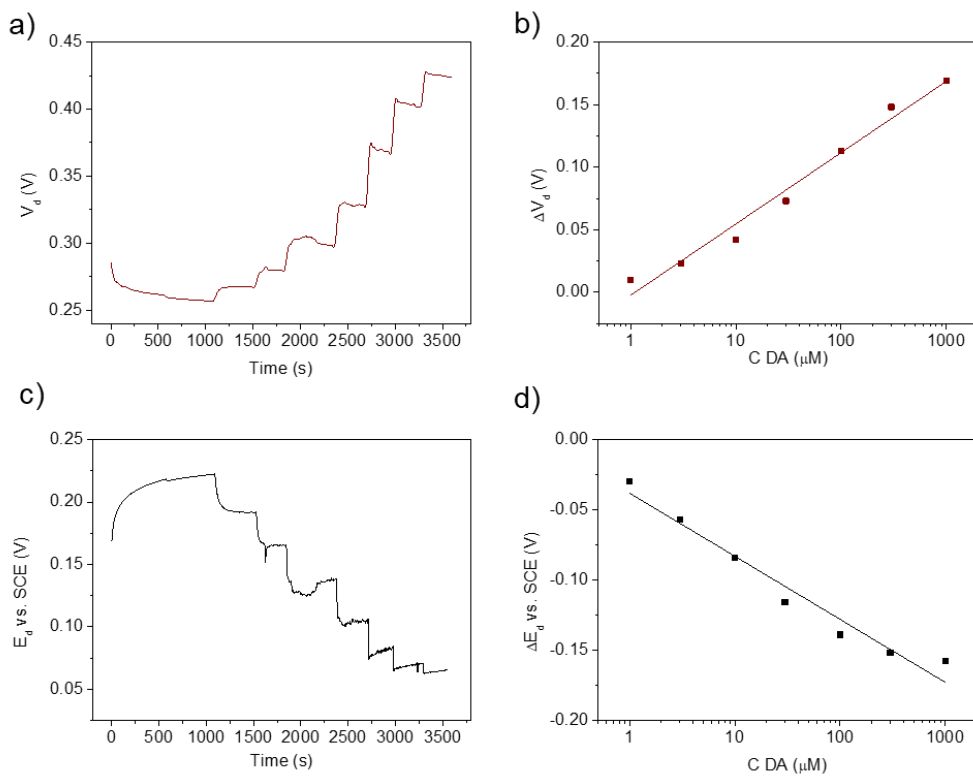 a)
0.45
0.40
0.35
0.30
0.25
V_d (V)
0 500 1000 1500 2000 2500 3000 3500
Time (s)
b)
0.20
0.15
0.10
0.05
0.00
ΔV_d (V)
1 10 100 1000
C DA (μM)
c)
0.25
0.20
0.15
0.10
0.05
E_d vs. SCE (V)
0 500 1000 1500 2000 2500 3000 3500
Time (s)
d)
0.00
-0.05
-0.10
-0.15
-0.20
ΔE_d vs. SCE (V)
1 10 100 1000
C DA (μM)